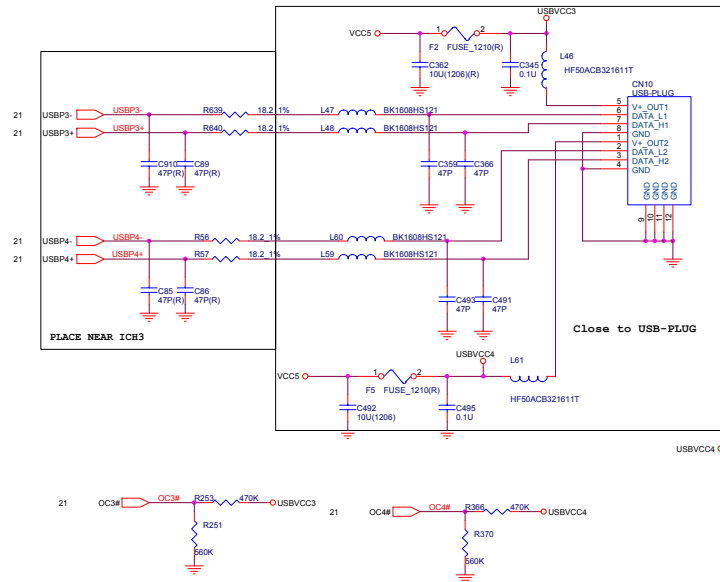 USBVCC3
VCC5 1 2
F2 FUSE_1210(R)
C362
10U(1206)(R)
C345
0.1U
L46
HF50ACB321611T
CN10
USB-PLUG
5 V+_OUT1
6 DATA_L1
7 DATA_H1
8 GND
1 V+_OUT2
2 DATA_L2
3 DATA_H2
4 GND
GND GND GND GND
9 10 11 12
21 USBP3- USBP3- R639 18.2_1% L47 BK1608HS121
21 USBP3+ USBP3+ R640 18.2_1% L48 BK1608HS121
C910
47P(R)
C89
47P(R)
C359
47P
C366
47P
21 USBP4- USBP4- R56 18.2_1% L60 BK1608HS121
21 USBP4+ USBP4+ R57 18.2_1% L59 BK1608HS121
C85
47P(R)
C86
47P(R)
C493
47P
C491
47P
PLACE NEAR ICH3
Close to USB-PLUG
USBVCC4
VCC5 1 2
F5 FUSE_1210(R)
L61
HF50ACB321611T
C492
10U(1206)
C495
0.1U
USBVCC4
21 OC3# OC3# R253 470K USBVCC3
R251
560K
21 OC4# OC4# R366 470K USBVCC4
R370
560K